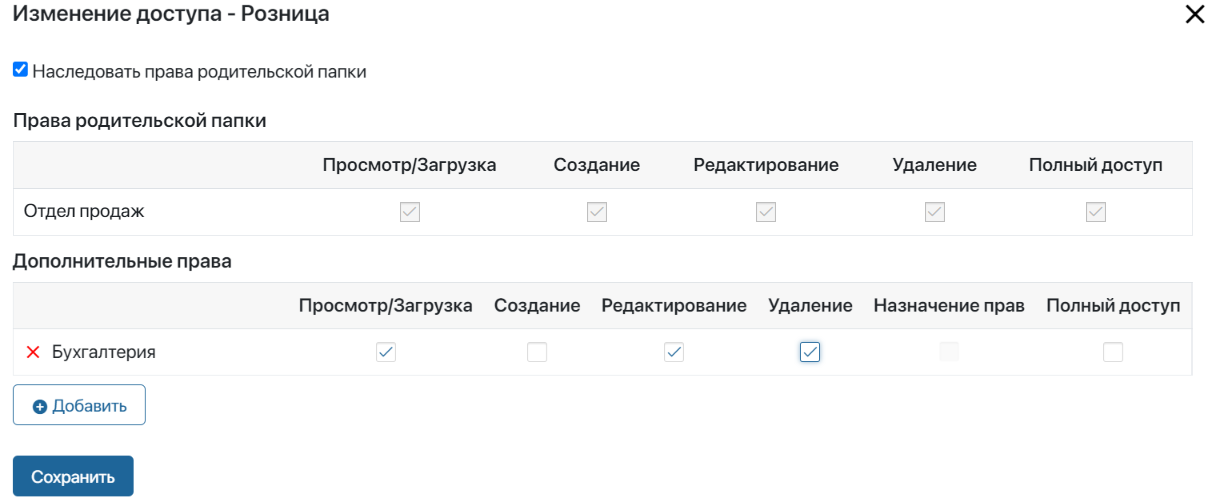 Изменение доступа - Розница
Наследовать права родительской папки
Права родительской папки
Просмотр/Загрузка Создание Редактирование Удаление Полный доступ
Отдел продаж
Дополнительные права
Просмотр/Загрузка Создание Редактирование Удаление Назначение прав Полный доступ
Бухгалтерия
Добавить
Сохранить